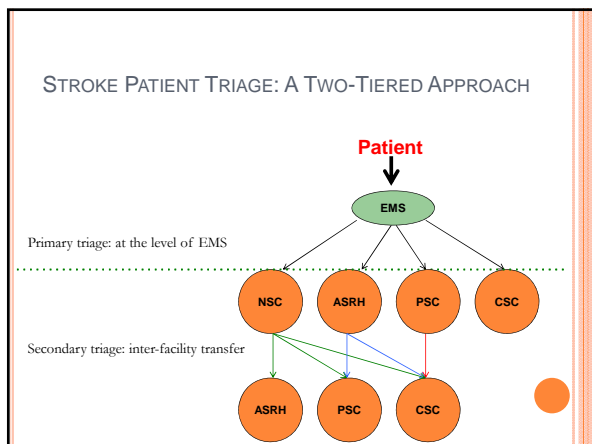 STROKE PATIENT TRIAGE: A TWO-TIERED APPROACH
Patient
EMS
Primary triage: at the level of EMS
NSC ASRH PSC CSC
Secondary triage: inter-facility transfer
ASRH PSC CSC